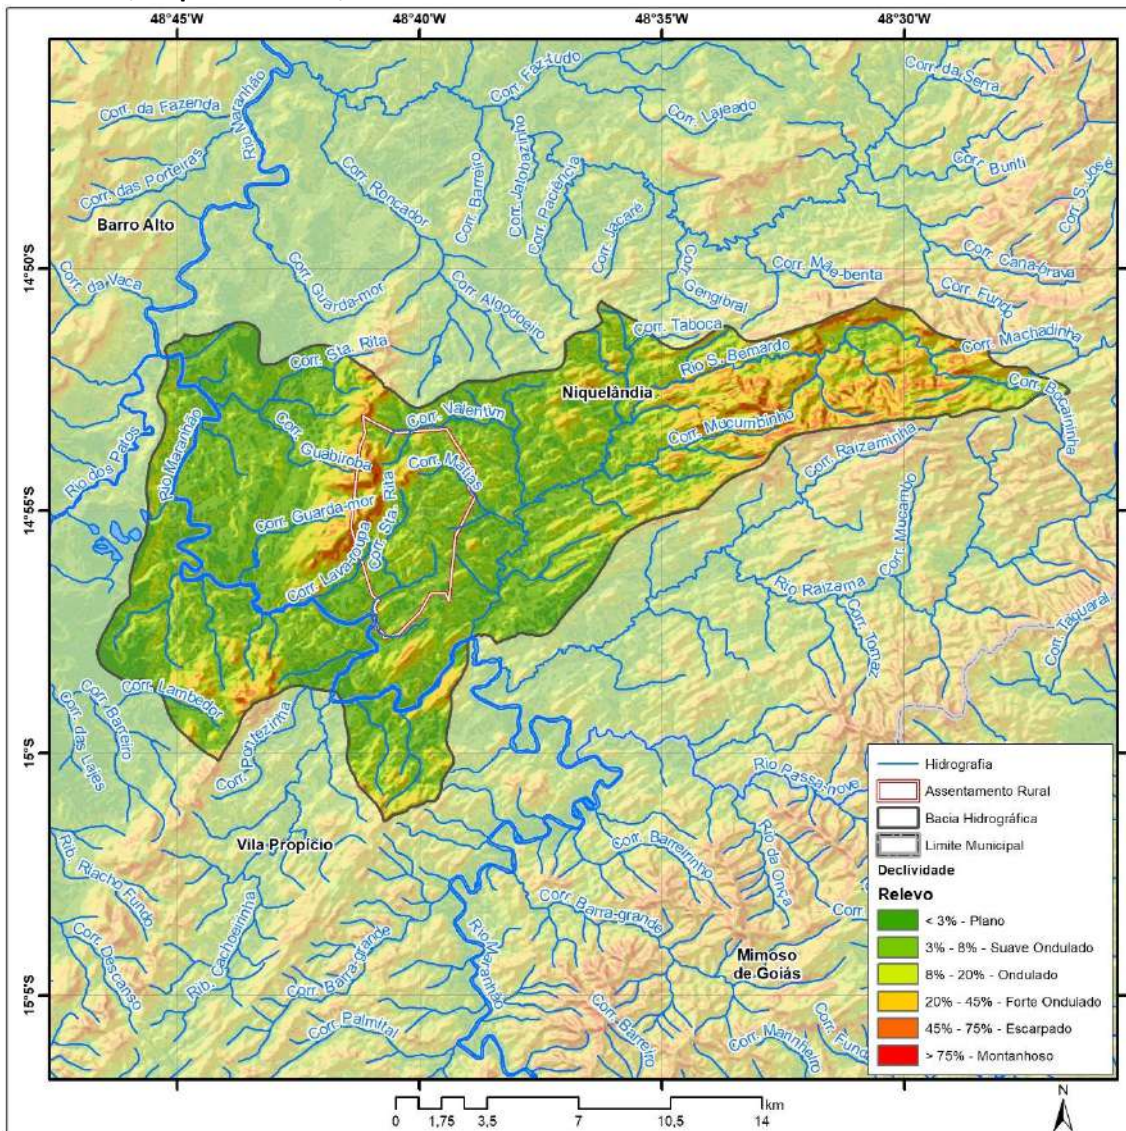 48°45'W 48°40'W 48°35'W 48°30'W
Corr. Faz-tudo
Corr. da Serra
Corr. da Fazenda
Rio Maranhão
Corr. Lajeado
Corr. das Porteiras
Corr. Roncador
Corr. Barreiro
Corr. Jatobazinho
Corr. Paciência
Corr. Buriti
Corr. S. José
Barro Alto
Corr. Jacaré
14°50'S
Corr. da Vaca
Corr. Guarda-mor
Corr. Algodoeiro
Corr. Gengibral
Corr. Mãe-benta
Corr. Cana-brava
Corr. Fundo
Corr. Taboca
Corr. Sta. Rita
Rio S. Bernardo
Corr. Machadinha
Niquelândia
Corr. Bocaininha
Rio Maranhão
Corr. Valentim
Corr. Mucumbinho
Rio dos Patos
Corr. Guabiroba
Corr. Matias
Corr. Raizaminha
14°55'S
Corr. Guarda-mor
Corr. Sta. Rita
Corr. Mucambo
Corr. Lava-roupa
Rio Raizama
Corr. Tomaz
Corr. Taquaral
Corr. Lambedor
Corr. Barreiro
Corr. das Lajes
Corr. Pontezinha
15°S
Rio Passa-nove
Vila Propício
Corr. Barreirinho
Rio da Onça
Rib. Riacho Fundo
Rib. Cachoeirinha
Corr. Barra-grande
Corr.
Corr. Descanso
Corr. Barra-grande
Rio Maranhão
Mimoso
de Goiás
15°5'S
Corr. Palmital
Corr. Barreiro
Corr. Marinheiro
Corr. Fund
Hidrografia
Assentamento Rural
Bacia Hidrográfica
Limite Municipal
Declividade
Relevo
< 3% - Plano
3% - 8% - Suave Ondulado
8% - 20% - Ondulado
20% - 45% - Forte Ondulado
45% - 75% - Escarpado
> 75% - Montanhoso
km
0 1,75 3,5 7 10,5 14
N